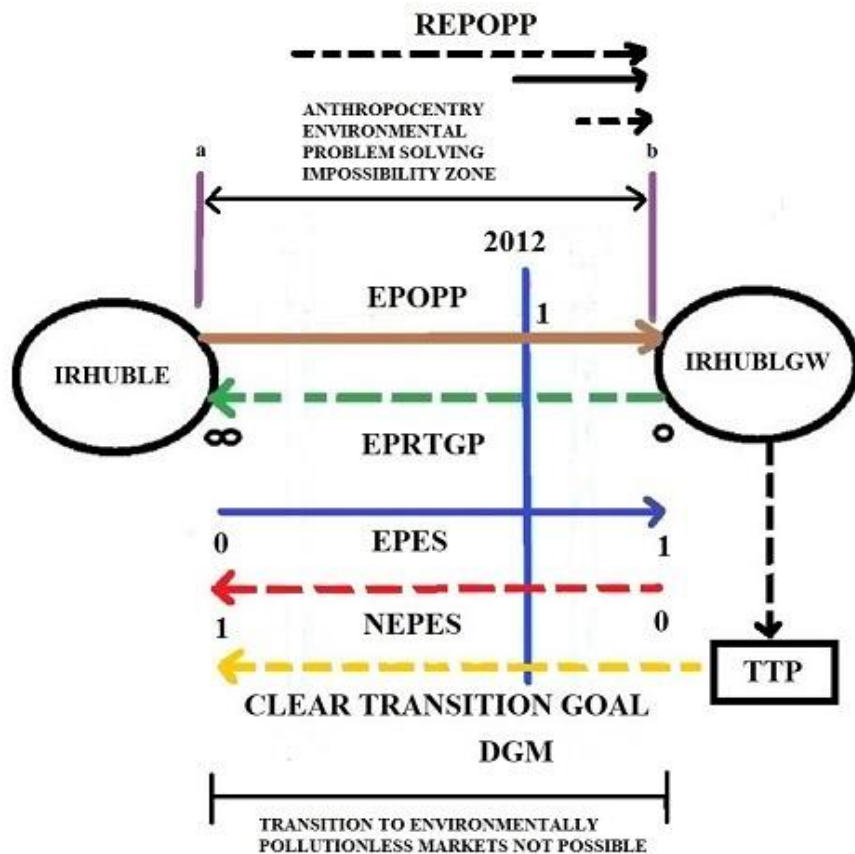 REPOPP
ANTHROPOCENTRY
ENVIRONMENTAL
PROBLEM SOLVING
IMPOSSIBILITY ZONE
a
b
2012
EPOPP
1
IRHUBLE
IRHUBLGW
∞
0
EPRTGP
0
EPES
1
1
NEPES
0
TTP
CLEAR TRANSITION GOAL
DGM
TRANSITION TO ENVIRONMENTALLY
POLLUTIONLESS MARKETS NOT POSSIBLE